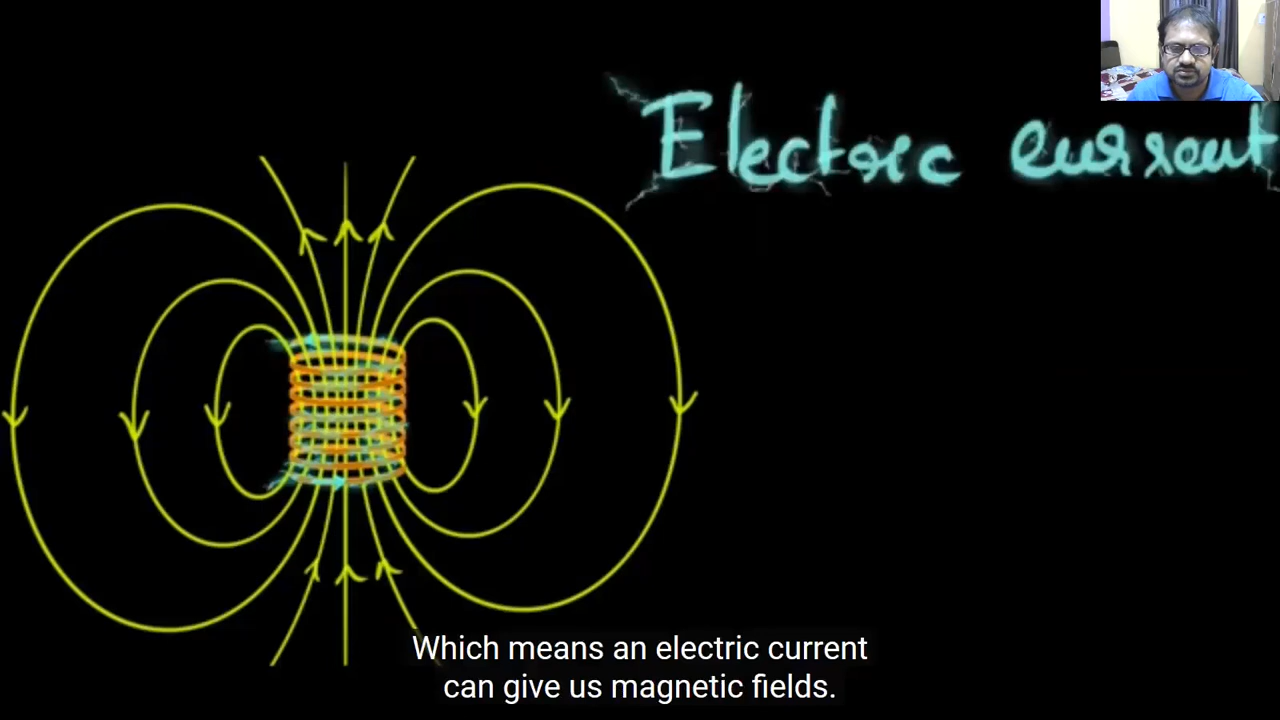 Electric current
Which means an electric current
can give us magnetic fields.